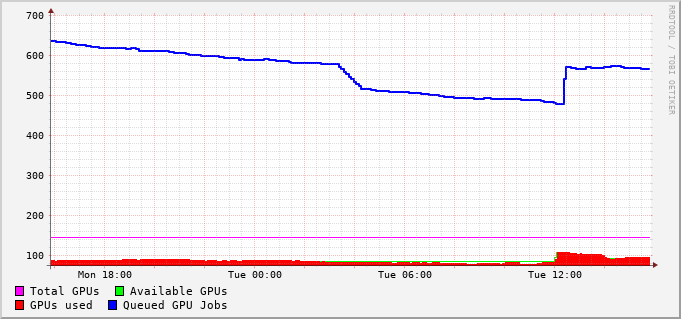 700
600
500
400
300
200
100
Mon 18:00 Tue 00:00 Tue 06:00 Tue 12:00
Total GPUs Available GPUs
GPUs used Queued GPU Jobs
RRDTOOL / TOBI OETIKER